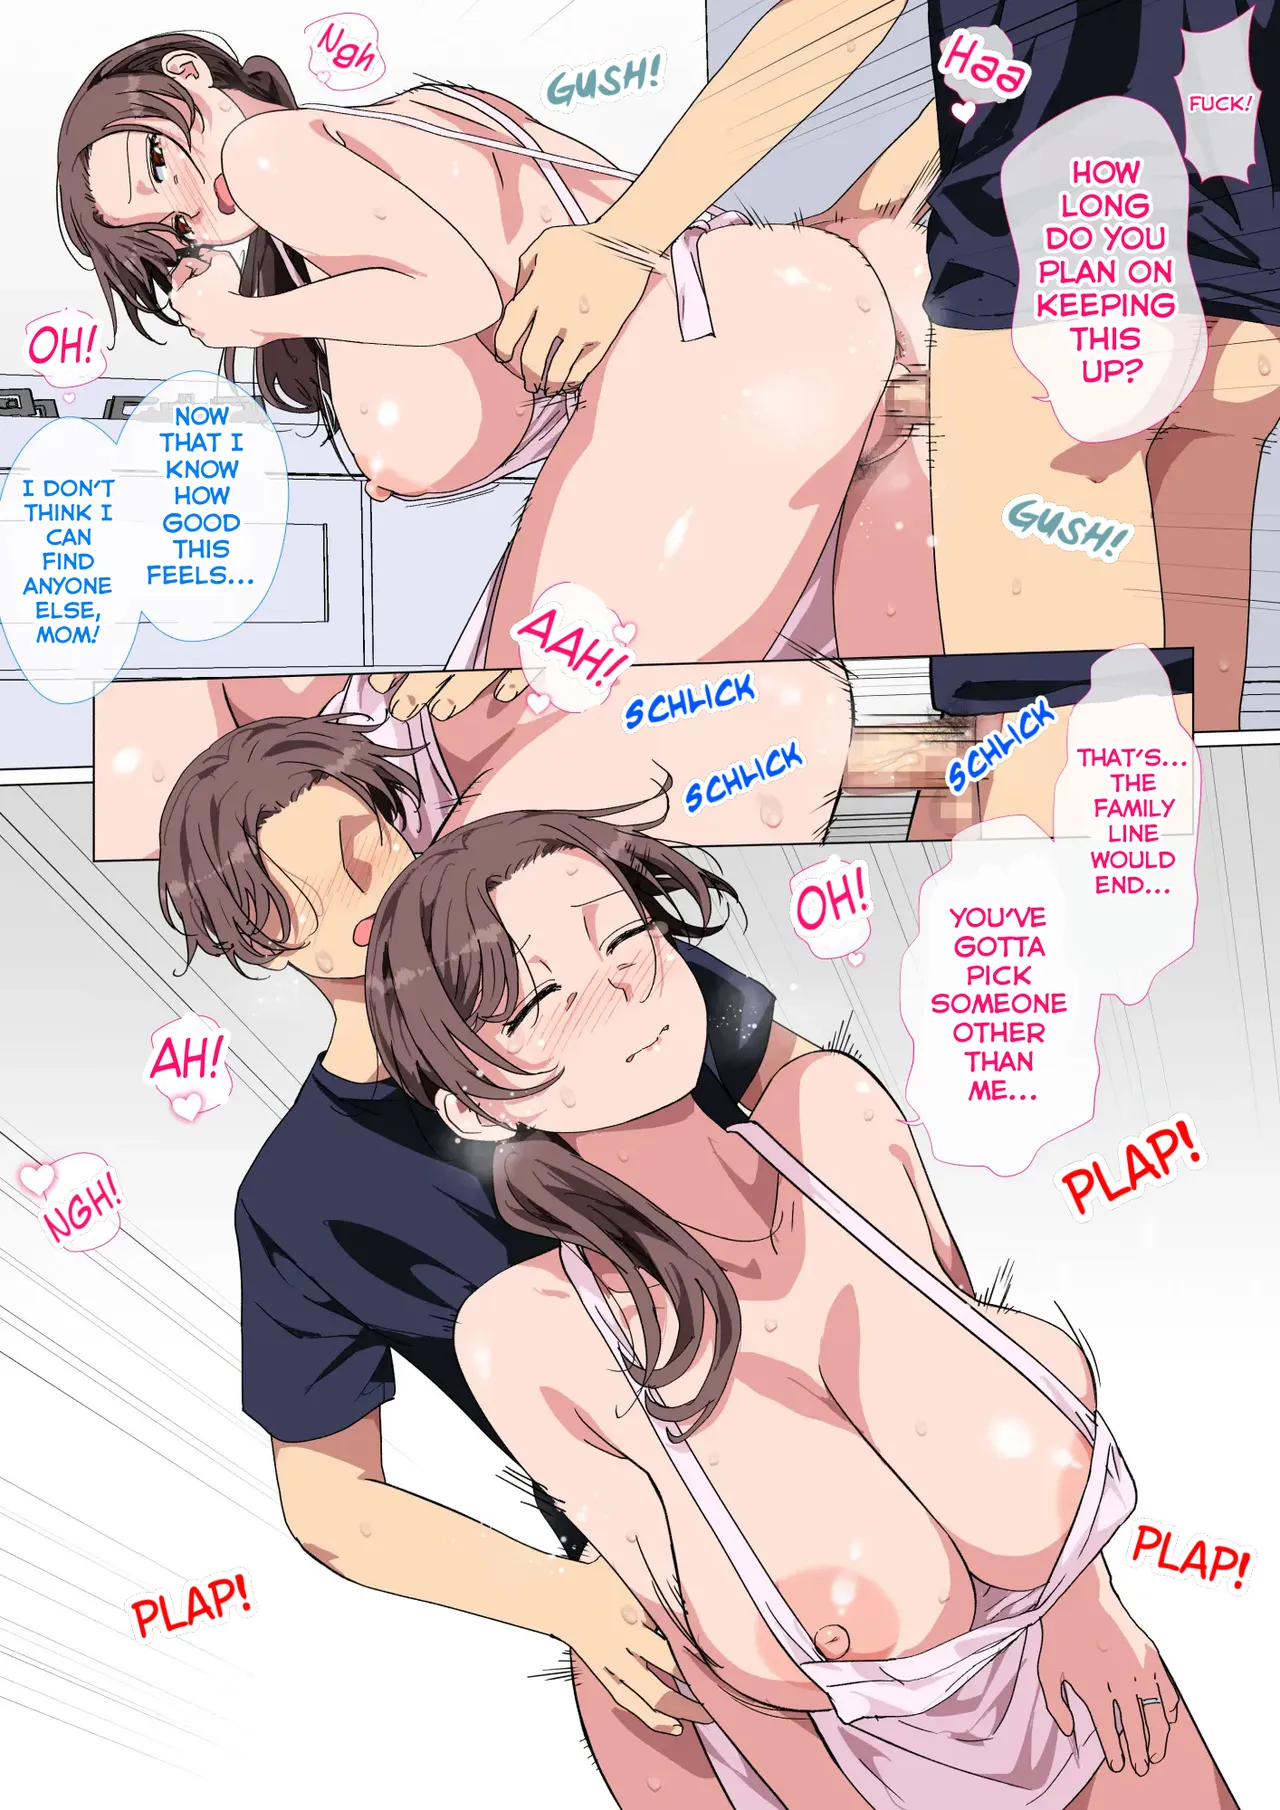 Ngh
GUSH!
Haa
FUCK!
HOW
LONG
DO YOU
PLAN ON
KEEPING
THIS
UP?
OH!
NOW
THAT I
KNOW
HOW
GOOD
THIS
FEELS...
I DON'T
THINK I
CAN
FIND
ANYONE
ELSE,
MOM!
GUSH!
AAH!
SCHLICK
SCHLICK
SCHLICK
THAT'S...
THE
FAMILY
LINE
WOULD
END...
YOU'VE
GOTTA
PICK
SOMEONE
OTHER
THAN
ME...
OH!
AH!
NGH!
PLAP!
PLAP!
PLAP!